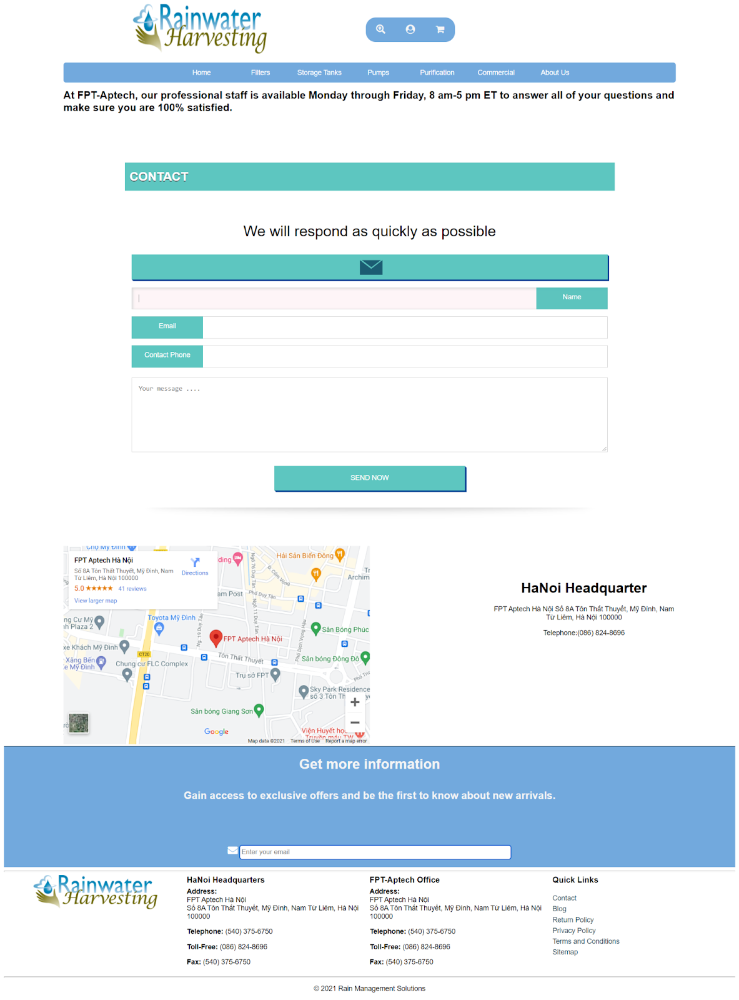 Rainwater
Harvesting
Home Filters Storage Tanks Pumps Purification Commercial About Us
At FPT-Aptech, our professional staff is available Monday through Friday, 8 am-5 pm ET to answer all of your questions and
make sure you are 100% satisfied.
CONTACT
We will respond as quickly as possible
Name
Email
Contact Phone
Your message ....
SEND NOW
Chợ Mỹ Đình
FPT Aptech Hà Nội
Số 8A Tôn Thất Thuyết, Mỹ Đình, Nam
Từ Liêm, Hà Nội 100000
Directions
5.0 ★★★★★ 41 reviews
View larger map
ding
Hải Sản Biển Đông
Ngõ 76 Duy Tân
Đ. Cốm Vòng
Archim
am Post
Phố Duy Tân
Ngõ 11 Duy Tân
Toyota Mỹ Đình
ng Cư Mỹ
h Plaza 2
Ng. 19 Duy Tân
Phố Dịch Vọng Hậu
Sân Bóng Phúc
FPT Aptech Hà Nội
xe Khách Mỹ Đình
CT20
Tôn Thất Thuyết
Xăng Bến
e Mỹ Đình
Chung cư FLC Complex
Sân bóng Đông Đô
Trụ sở FPT
Sky Park Residence
số 3 Tôn Th
Sân bóng Giang Sơn
Google
Viện Huyết học
Truyền máu TW
Map data ©2021 Terms of Use Report a map error
HaNoi Headquarter
FPT Aptech Hà Nội Số 8A Tôn Thất Thuyết, Mỹ Đình, Nam
Từ Liêm, Hà Nội 100000
Telephone:(086) 824-8696
Get more information
Gain access to exclusive offers and be the first to know about new arrivals.
Enter your email
Rainwater
Harvesting
HaNoi Headquarters
Address:
FPT Aptech Hà Nội
Số 8A Tôn Thất Thuyết, Mỹ Đình, Nam Từ Liêm, Hà Nội
100000
Telephone: (540) 375-6750
Toll-Free: (086) 824-8696
Fax: (540) 375-6750
FPT-Aptech Office
Address:
FPT Aptech Hà Nội
Số 8A Tôn Thất Thuyết, Mỹ Đình, Nam Từ Liêm, Hà Nội
100000
Telephone: (540) 375-6750
Toll-Free: (086) 824-8696
Fax: (540) 375-6750
Quick Links
Contact
Blog
Return Policy
Privacy Policy
Terms and Conditions
Sitemap
© 2021 Rain Management Solutions